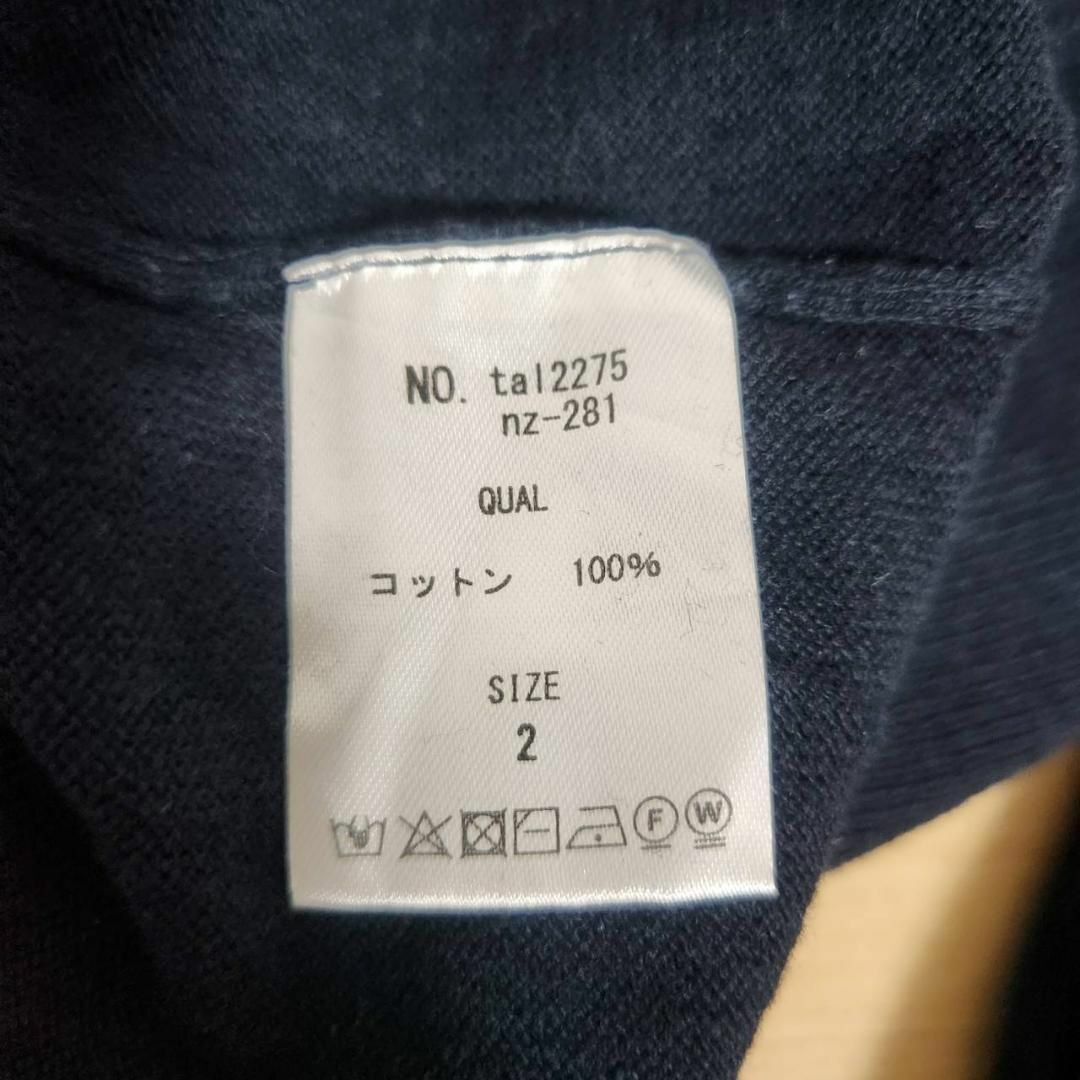 NO. tal2275
nz-281
QUAL
コットン 100%
SIZE
2
F W